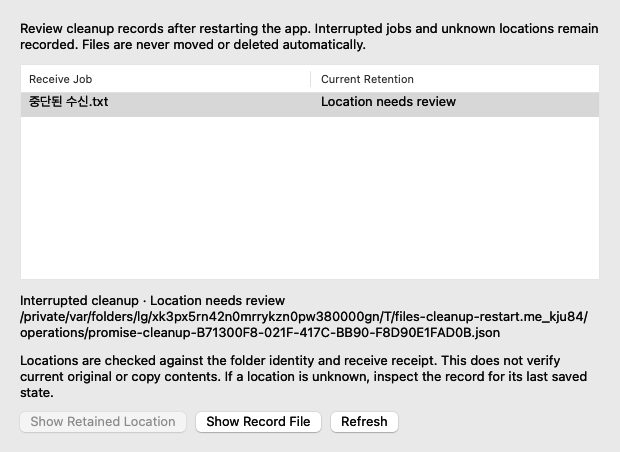 Review cleanup records after restarting the app. Interrupted jobs and unknown locations remain
recorded. Files are never moved or deleted automatically.
Receive Job Current Retention
중단된 수신.txt Location needs review
Interrupted cleanup · Location needs review
/private/var/folders/lg/xk3px5rn42n0mrrykzn0pw380000gn/T/files-cleanup-restart.me_kju84/
operations/promise-cleanup-B71300F8-021F-417C-BB90-F8D90E1FAD0B.json
Locations are checked against the folder identity and receive receipt. This does not verify
current original or copy contents. If a location is unknown, inspect the record for its last saved
state.
Show Retained Location Show Record File Refresh